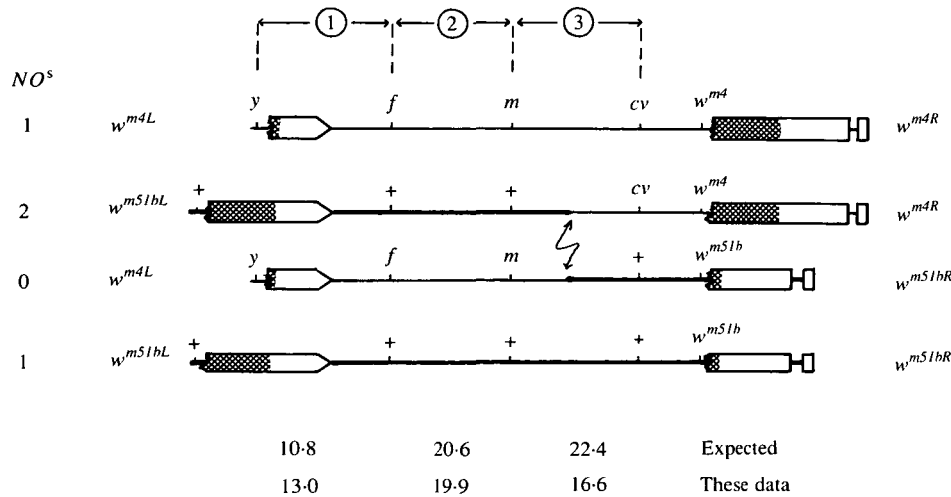 1 2 3
NOˢ
y f m cv wᵐ⁴
1 wᵐ⁴ᴸ wᵐ⁴ᴿ
+ + + cv wᵐ⁴
2 wᵐ⁵¹ᵇᴸ wᵐ⁴ᴿ
y f m + wᵐ⁵¹ᵇ
0 wᵐ⁴ᴸ wᵐ⁵¹ᵇᴿ
+ + + + wᵐ⁵¹ᵇ
1 wᵐ⁵¹ᵇᴸ wᵐ⁵¹ᵇᴿ
10·8 20·6 22·4 Expected
13·0 19·9 16·6 These data